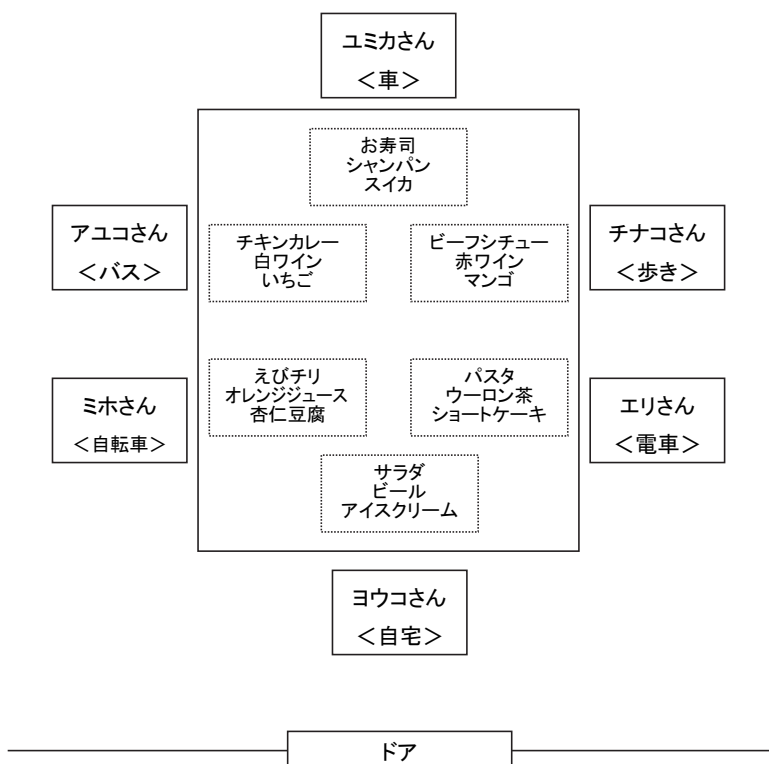 ユミカさん
＜車＞
お寿司
シャンパン
スイカ
アユコさん
＜バス＞
チキンカレー
白ワイン
いちご
ビーフシチュー
赤ワイン
マンゴ
チナコさん
＜歩き＞
ミホさん
＜自転車＞
えびチリ
オレンジジュース
杏仁豆腐
パスタ
ウーロン茶
ショートケーキ
エリさん
＜電車＞
サラダ
ビール
アイスクリーム
ヨウコさん
＜自宅＞
ドア